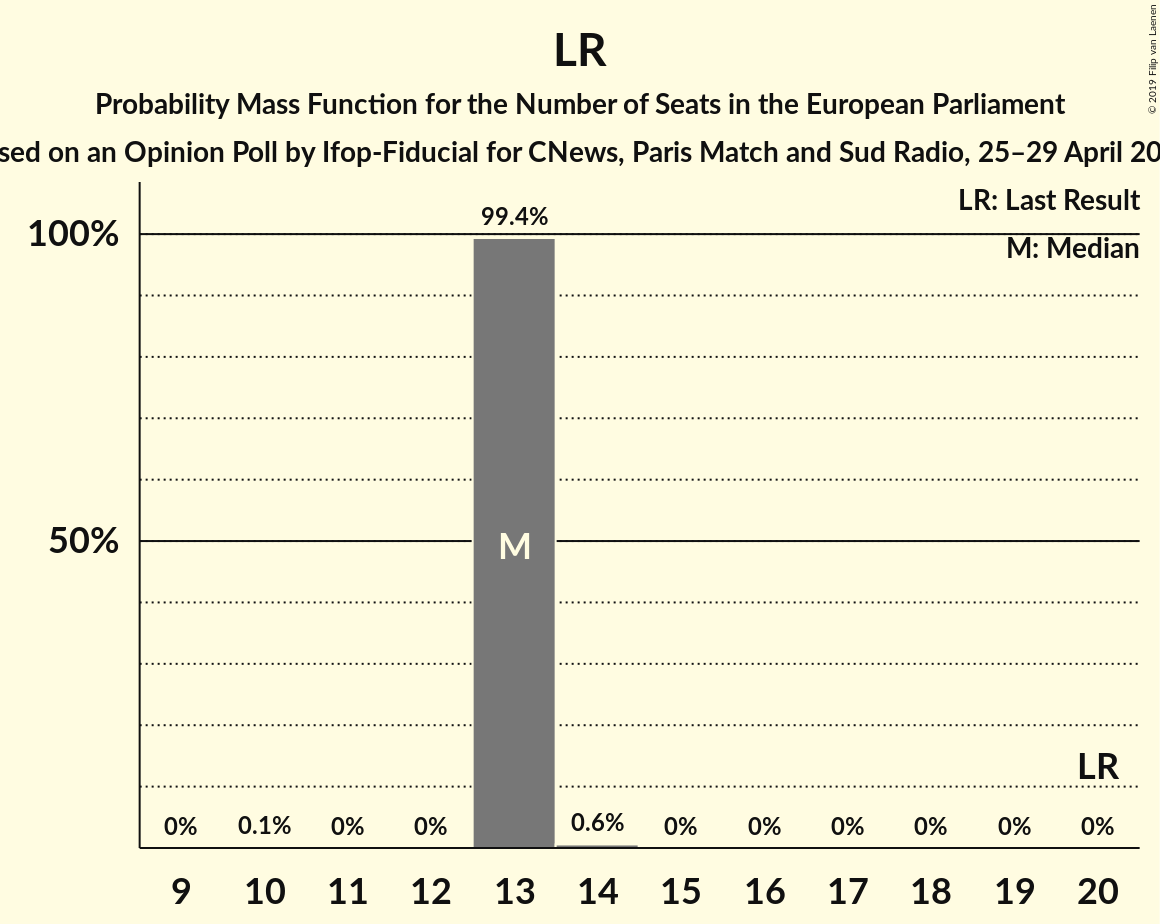 LR
Probability Mass Function for the Number of Seats in the European Parliament
sed on an Opinion Poll by Ifop-Fiducial for CNews, Paris Match and Sud Radio, 25–29 April 20
© 2019 Filip van Laenen
LR: Last Result
M: Median
99.4%
100%
50%
M
LR
0% 0.1% 0% 0% 0.6% 0% 0% 0% 0% 0% 0%
9 10 11 12 13 14 15 16 17 18 19 20